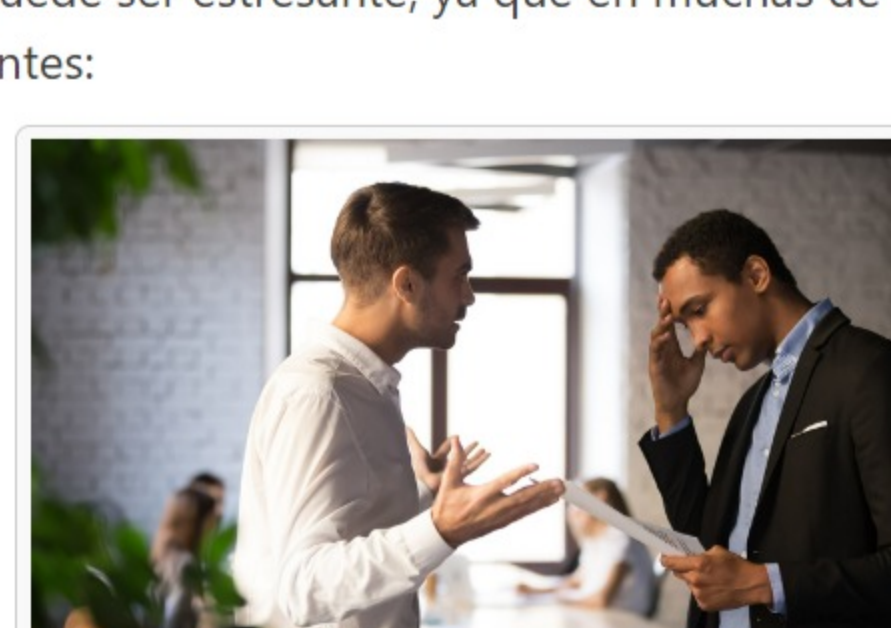 uede ser estresante, ya que en muchas de
ntes: